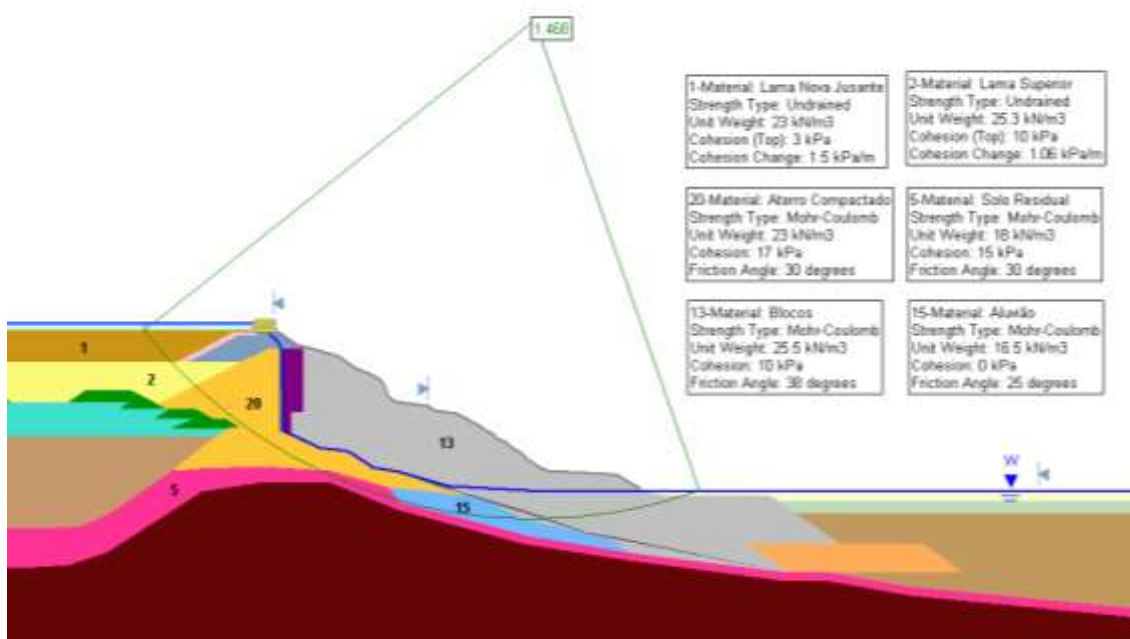 1.466
1-Material: Lama Nova Jusante
Strength Type: Undrained
Unit Weight: 23 kN/m3
Cohesion (Top): 3 kPa
Cohesion Change: 1.5 kPa/m
2-Material: Lama Superior
Strength Type: Undrained
Unit Weight: 25.3 kN/m3
Cohesion (Top): 10 kPa
Cohesion Change: 1.06 kPa/m
20-Material: Aterro Compactado
Strength Type: Mohr-Coulomb
Unit Weight: 23 kN/m3
Cohesion: 17 kPa
Friction Angle: 30 degrees
5-Material: Solo Residual
Strength Type: Mohr-Coulomb
Unit Weight: 18 kN/m3
Cohesion: 15 kPa
Friction Angle: 30 degrees
13-Material: Blocos
Strength Type: Mohr-Coulomb
Unit Weight: 25.5 kN/m3
Cohesion: 10 kPa
Friction Angle: 38 degrees
15-Material: Aluvião
Strength Type: Mohr-Coulomb
Unit Weight: 16.5 kN/m3
Cohesion: 0 kPa
Friction Angle: 25 degrees
1
2
20
13
W
5
15